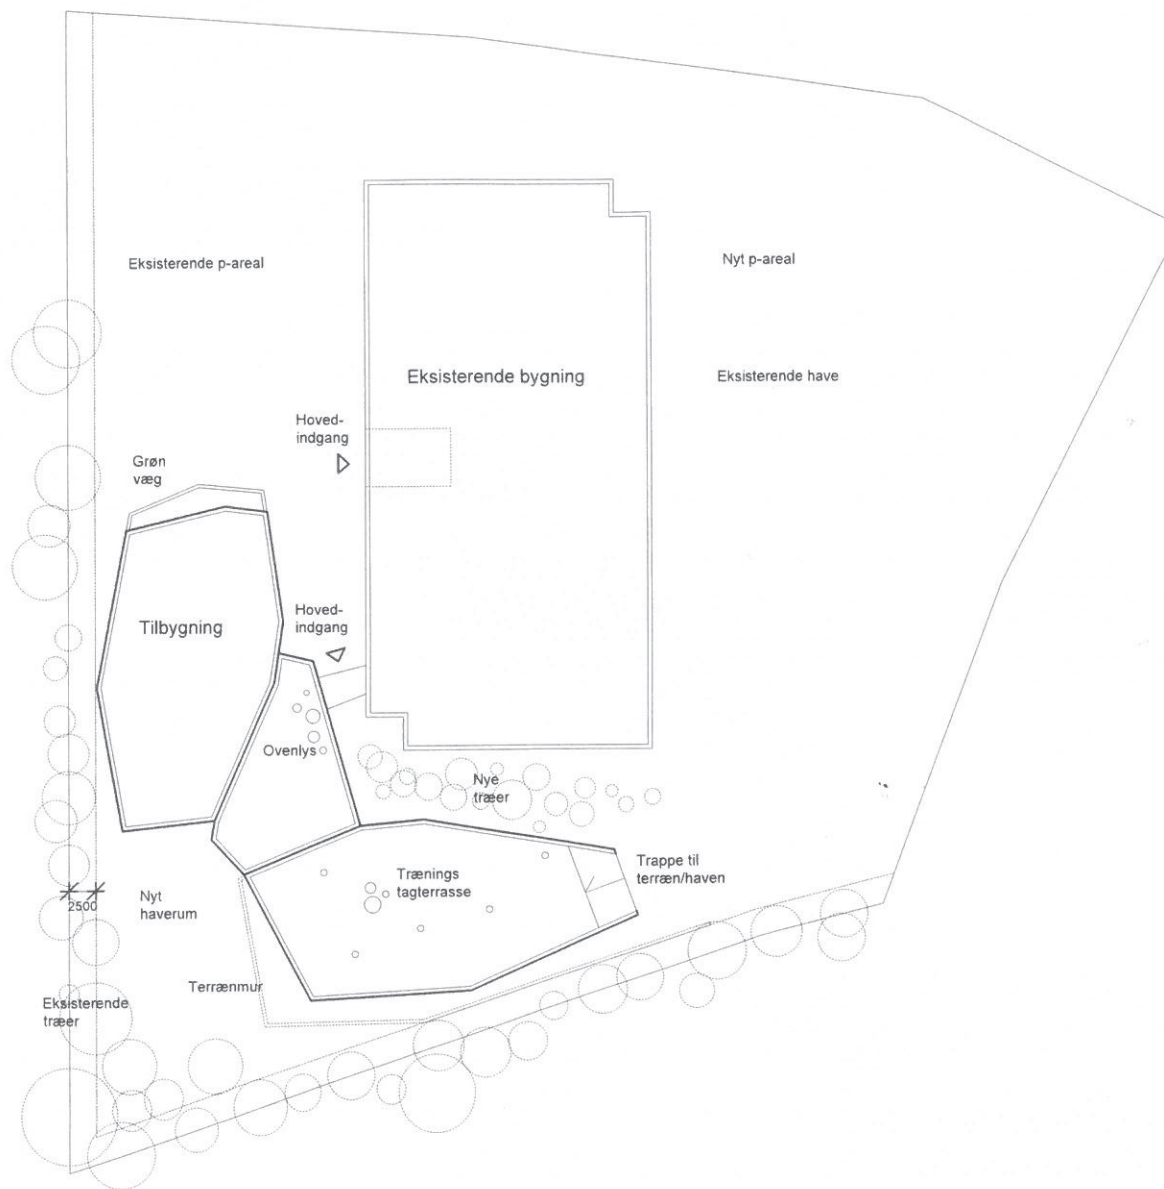 Eksisterende p-areal
Nyt p-areal
Eksisterende bygning
Eksisterende have
Hoved-
indgang
Grøn
væg
Hoved-
indgang
Tilbygning
Ovenlys
Nye
træer
Trænings
tagterrasse
Trappe til
terræn/haven
Nyt
haverum
2500
Terrænmur
Eksisterende
træer